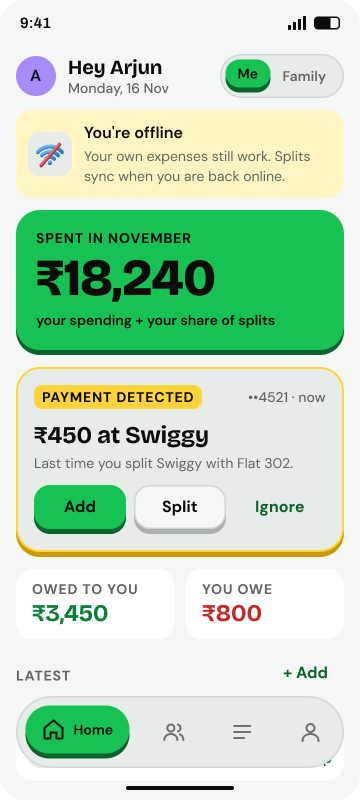 9:41
A
Hey Arjun
Monday, 16 Nov
Me
Family
You're offline
Your own expenses still work. Splits
sync when you are back online.
SPENT IN NOVEMBER
₹18,240
your spending + your share of splits
PAYMENT DETECTED
••4521 · now
₹450 at Swiggy
Last time you split Swiggy with Flat 302.
Add
Split
Ignore
OWED TO YOU
₹3,450
YOU OWE
₹800
LATEST
+ Add
Home